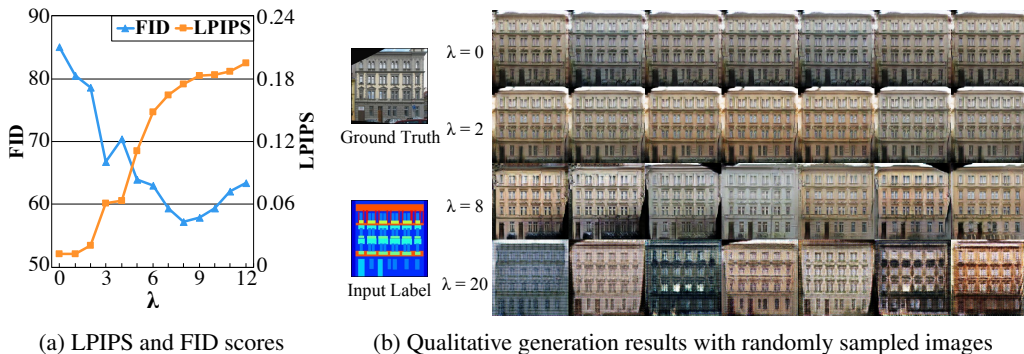 FID LPIPS
90
80
70
60
50
FID
0.24
0.18
0.12
0.06
0.00
LPIPS
0 3 6 9 12
λ
(a) LPIPS and FID scores
Ground Truth
Input Label
λ = 0
λ = 2
λ = 8
λ = 20
(b) Qualitative generation results with randomly sampled images